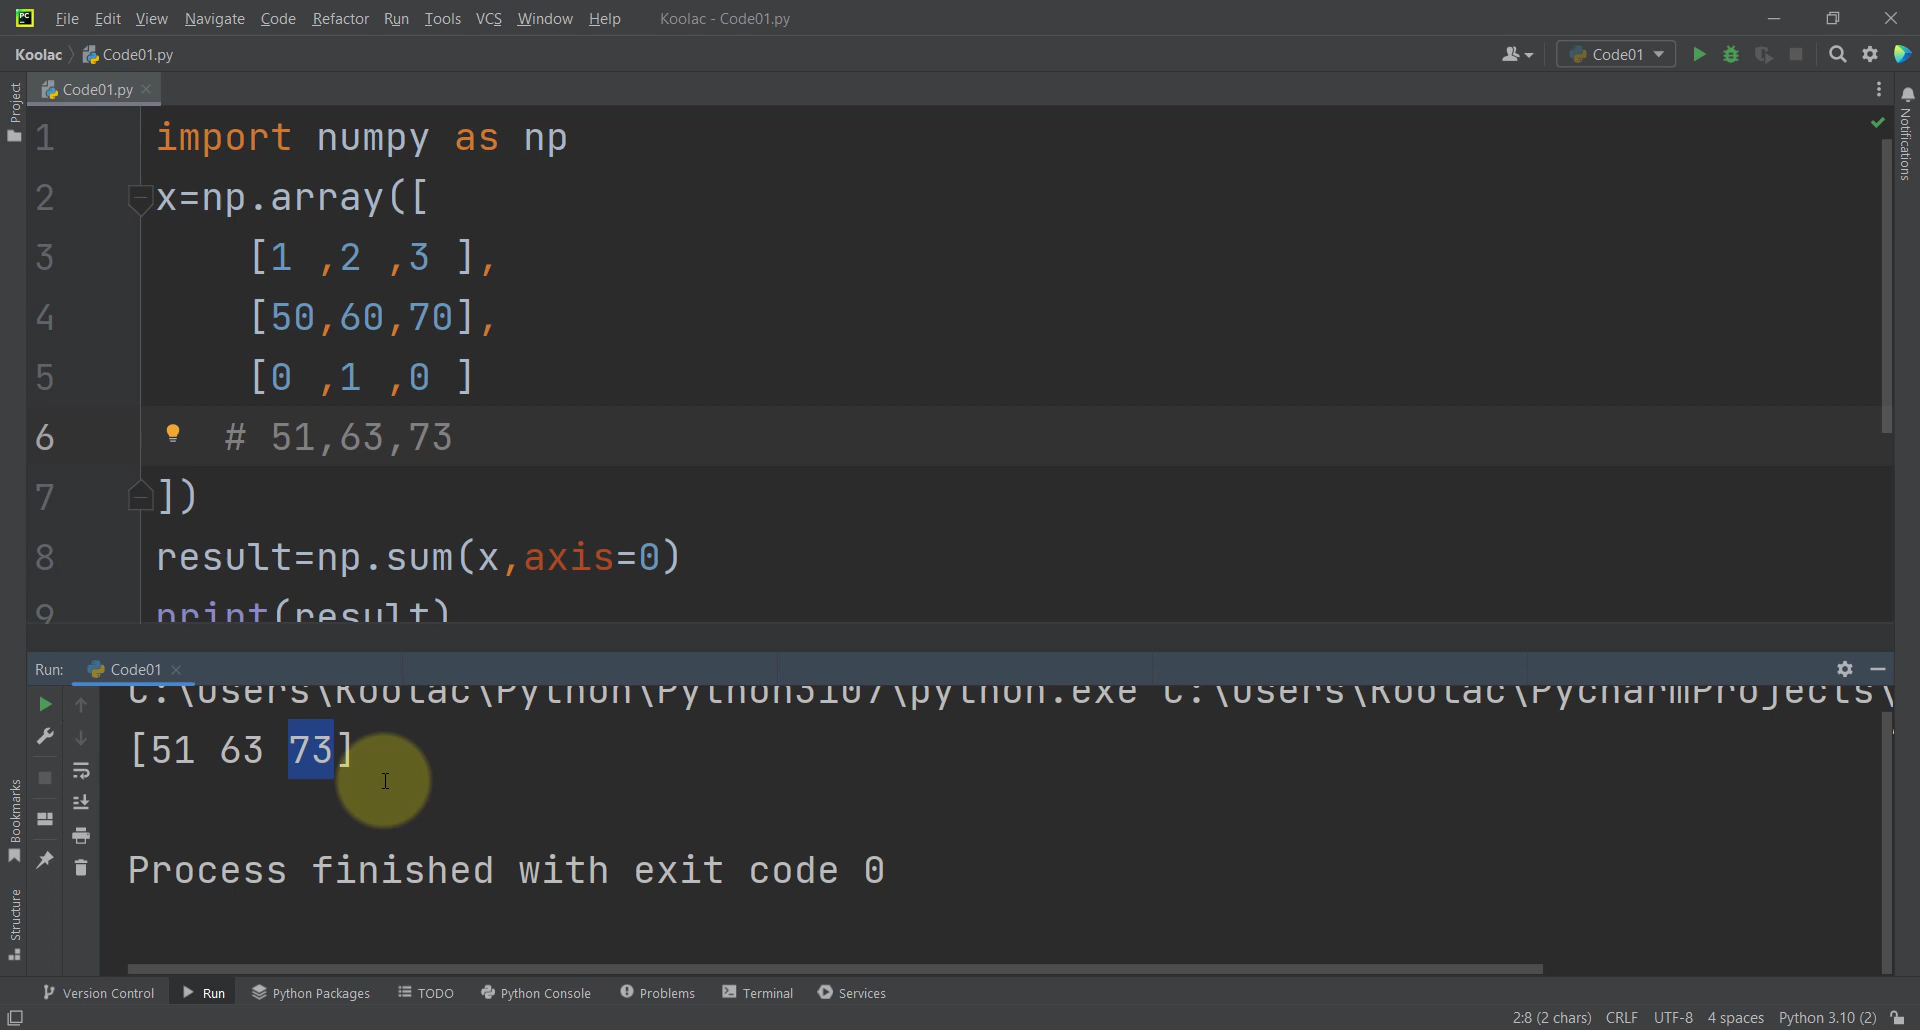 PC File Edit View Navigate Code Refactor Run Tools VCS Window Help Koolac - Code01.py
Koolac Code01.py Code01
Project
Code01.py
Notifications
1 import numpy as np
2 x=np.array([
3 [1 ,2 ,3 ],
4 [50,60,70],
5 [0 ,1 ,0 ]
6 # 51,63,73
7 ])
8 result=np.sum(x,axis=0)
9 print(result)
Run: Code01
C:\Users\Koolac\Python\Python3107\python.exe C:\Users\Koolac\PycharmProjects\
[51 63 73]
Process finished with exit code 0
Bookmarks
Structure
Version Control Run Python Packages TODO Python Console Problems Terminal Services
2:8 (2 chars) CRLF UTF-8 4 spaces Python 3.10 (2)